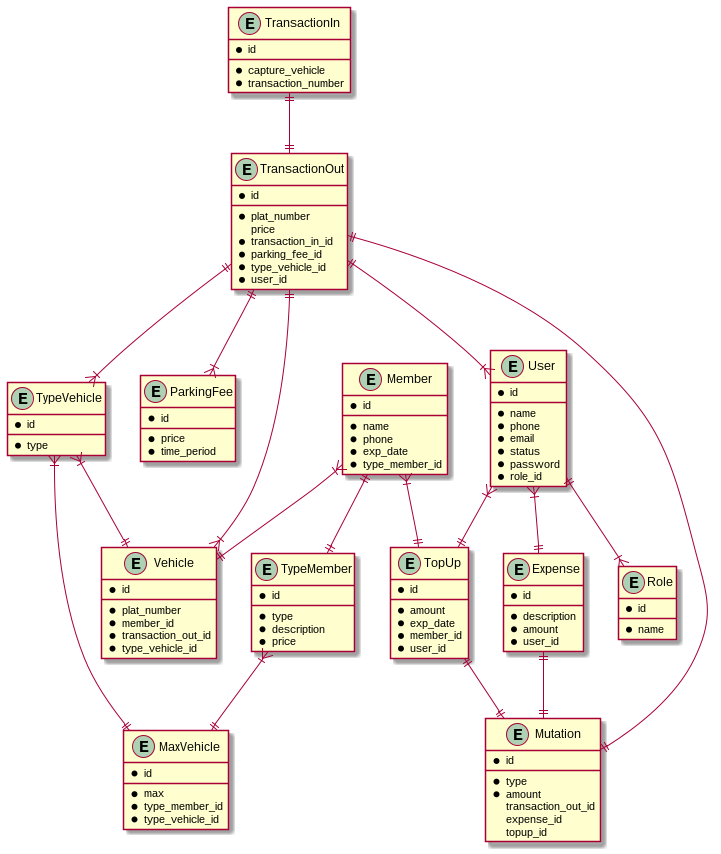 E TransactionIn
id
capture_vehicle
transaction_number
E TransactionOut
id
plat_number
price
transaction_in_id
parking_fee_id
type_vehicle_id
user_id
E TypeVehicle
id
type
E ParkingFee
id
price
time_period
E Member
id
name
phone
exp_date
type_member_id
E User
id
name
phone
email
status
password
role_id
E Vehicle
id
plat_number
member_id
transaction_out_id
type_vehicle_id
E TypeMember
id
type
description
price
E TopUp
id
amount
exp_date
member_id
user_id
E Expense
id
description
amount
user_id
E Role
id
name
E MaxVehicle
id
max
type_member_id
type_vehicle_id
E Mutation
id
type
amount
transaction_out_id
expense_id
topup_id